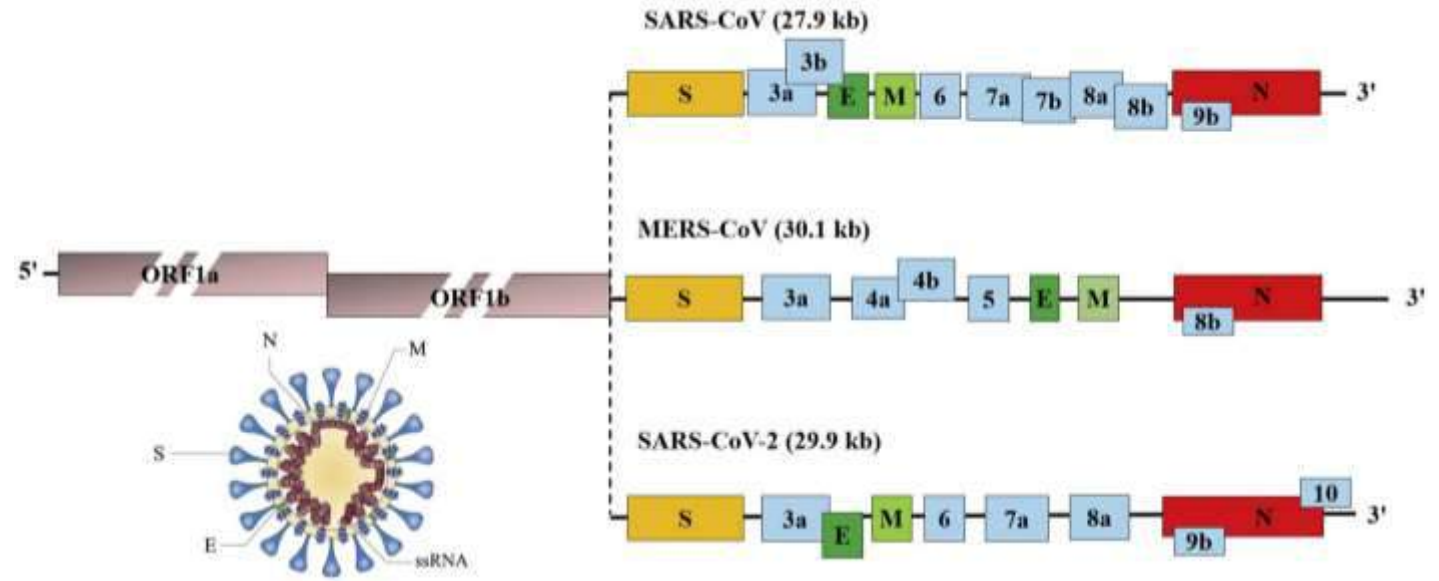 SARS-CoV (27.9 kb)
3b
S 3a E M 6 7a 7b 8a 8b 9b N 3'
MERS-CoV (30.1 kb)
5' ORF1a ORF1b
S 3a 4a 4b 5 E M 8b N 3'
N M
S
E ssRNA
SARS-CoV-2 (29.9 kb)
S 3a E M 6 7a 8a 9b N 10 3'